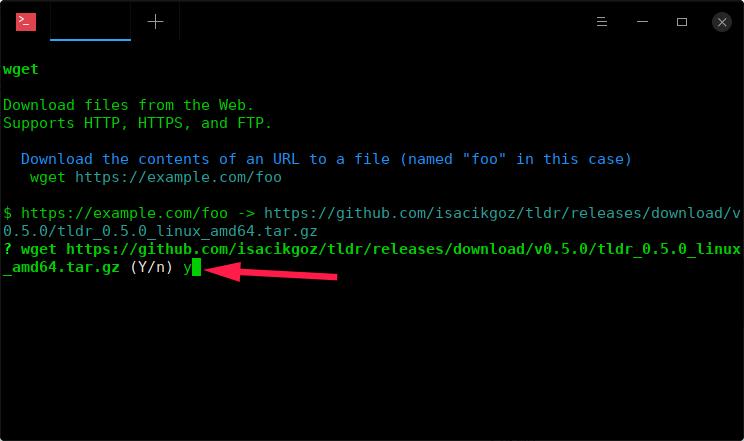 wget
Download files from the Web.
Supports HTTP, HTTPS, and FTP.
Download the contents of an URL to a file (named "foo" in this case)
wget https://example.com/foo
$ https://example.com/foo -> https://github.com/isacikgoz/tldr/releases/download/v
0.5.0/tldr_0.5.0_linux_amd64.tar.gz
? wget https://github.com/isacikgoz/tldr/releases/download/v0.5.0/tldr_0.5.0_linux
_amd64.tar.gz (Y/n) y